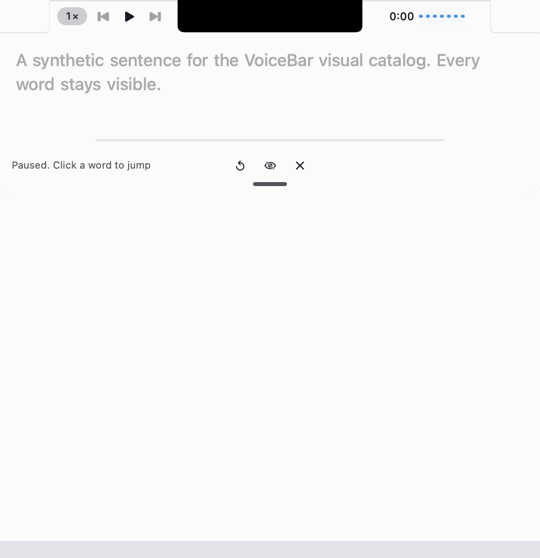 1×
0:00
A synthetic sentence for the VoiceBar visual catalog. Every
word stays visible.
Paused. Click a word to jump